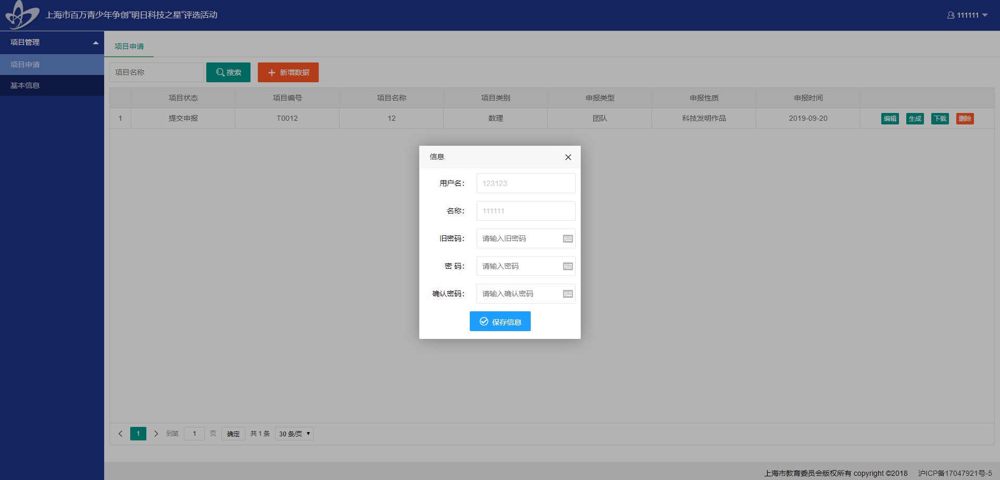 上海市百万青少年争创"明日科技之星"评选活动
111111
项目管理
项目申请
基本信息
项目申请
项目名称 搜索 新增数据
项目状态 项目编号 项目名称 项目类别 申报类型 申报性质 申报时间
1 提交申报 T0012 12 数理 团队 科技发明作品 2019-09-20 编辑 生成 下载 删除
信息
用户名： 123123
名称： 111111
旧密码： 请输入旧密码
密 码： 请输入密码
确认密码： 请输入确认密码
保存信息
1 到第 1 页 确定 共 1 条 30 条/页
上海市教育委员会版权所有 copyright ©2018 沪ICP备17047921号-5